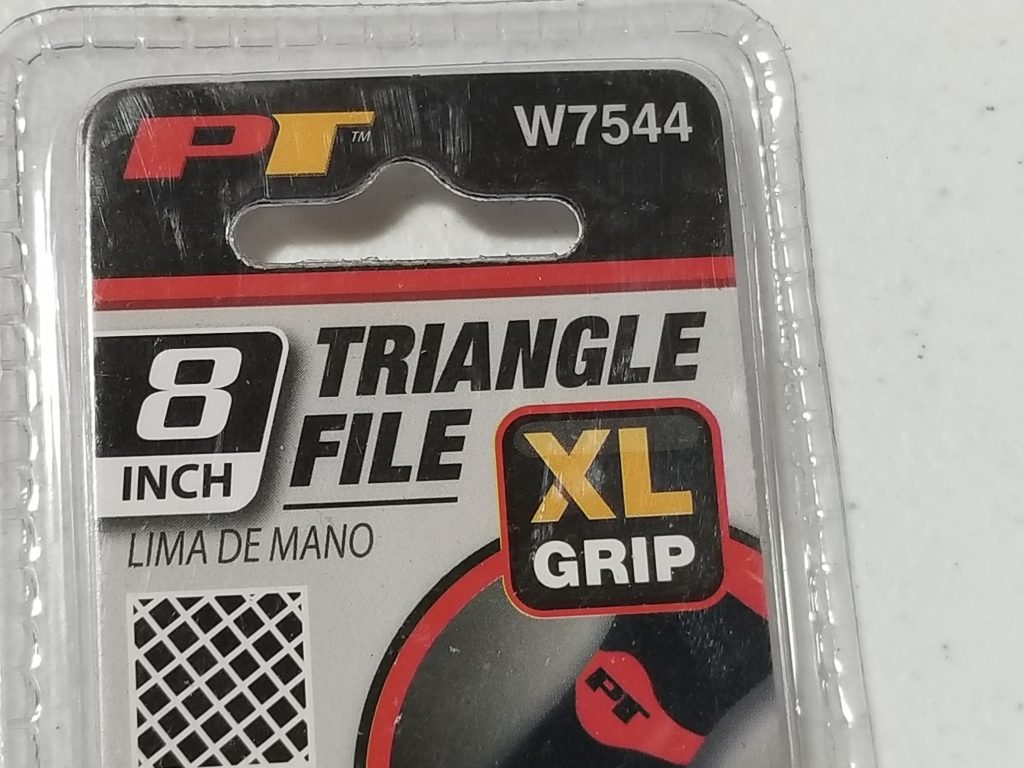 PT™
W7544
8
INCH
TRIANGLE
FILE
LIMA DE MANO
XL
GRIP
PT